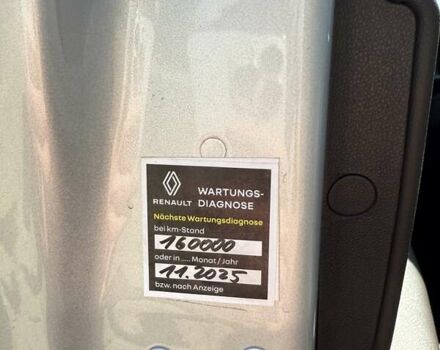 WARTUNGS-
DIAGNOSE
RENAULT
Nächste Wartungsdiagnose
bei km-Stand
160000
oder in ..... Monat / Jahr
11.2025
bzw. nach Anzeige